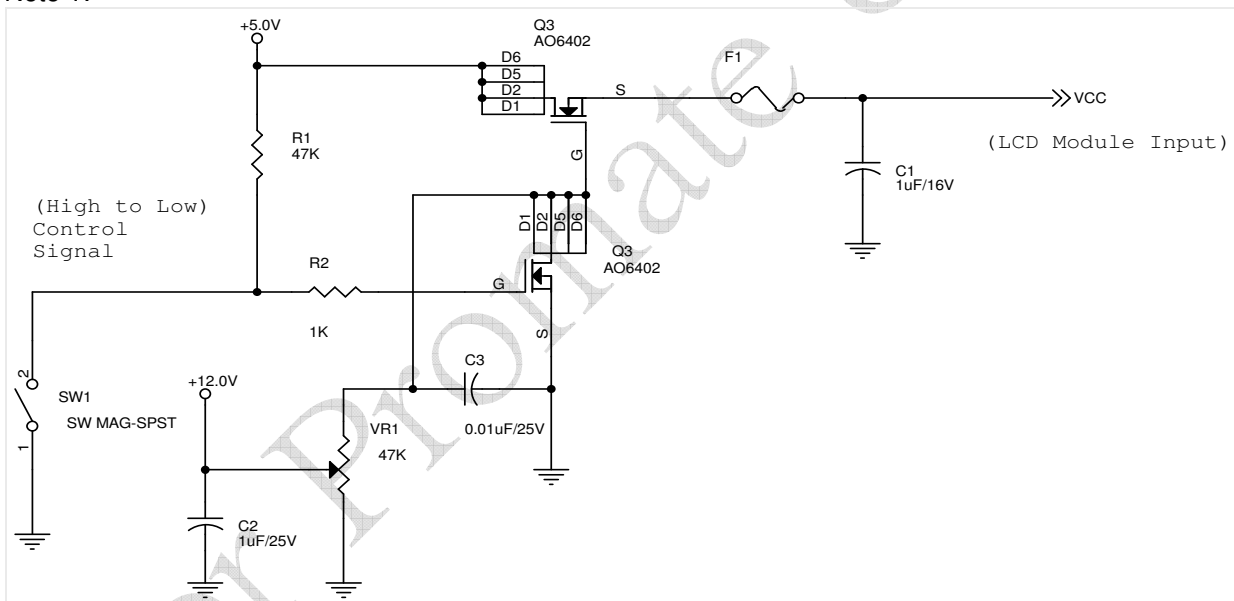 +5.0V
Q3
AO6402
D6
D5
D2
D1
S
G
F1
VCC
(LCD Module Input)
C1
1uF/16V
R1
47K
(High to Low)
Control
Signal
D1
D2
D5
D6
Q3
AO6402
R2
1K
G
S
2
SW1
SW MAG-SPST
1
+12.0V
C3
0.01uF/25V
VR1
47K
C2
1uF/25V
r Promate